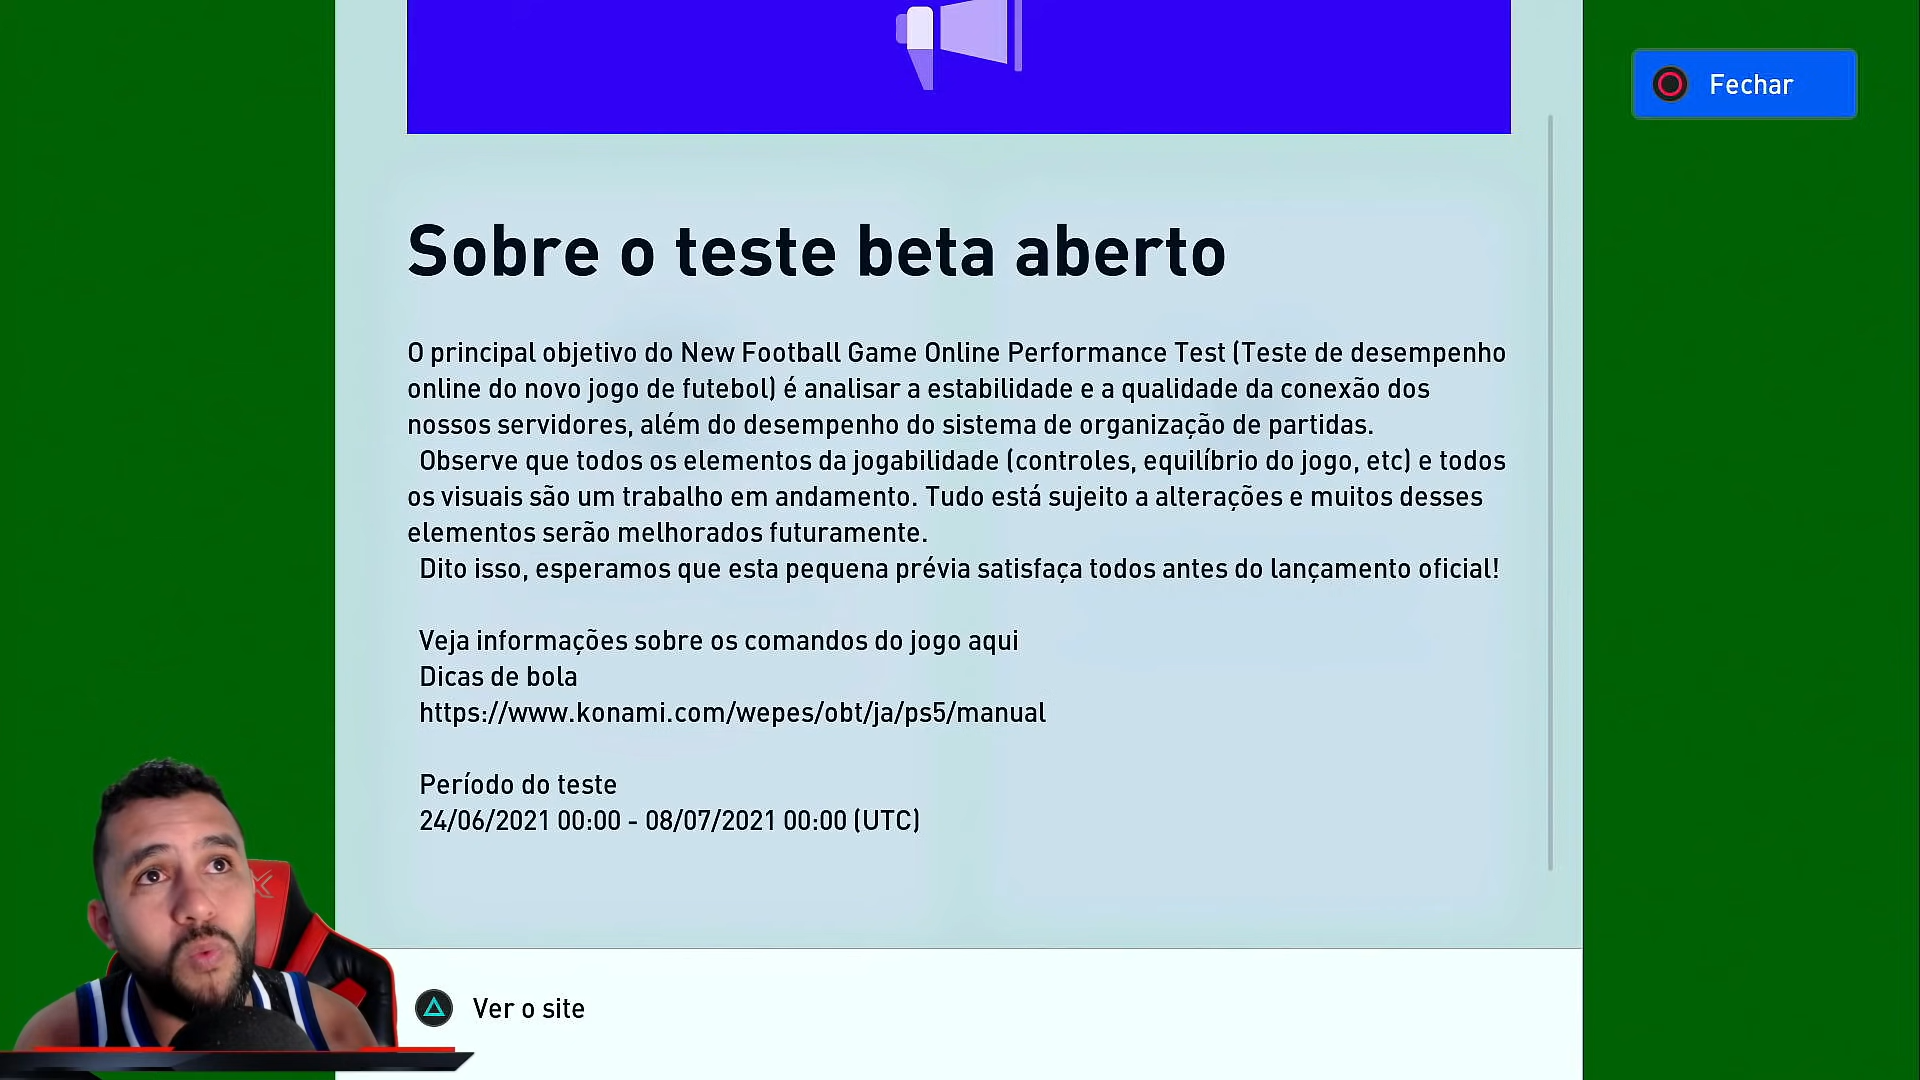 Fechar
Sobre o teste beta aberto
O principal objetivo do New Football Game Online Performance Test (Teste de desempenho
online do novo jogo de futebol) é analisar a estabilidade e a qualidade da conexão dos
nossos servidores, além do desempenho do sistema de organização de partidas.
Observe que todos os elementos da jogabilidade (controles, equilíbrio do jogo, etc) e todos
os visuais são um trabalho em andamento. Tudo está sujeito a alterações e muitos desses
elementos serão melhorados futuramente.
Dito isso, esperamos que esta pequena prévia satisfaça todos antes do lançamento oficial!
Veja informações sobre os comandos do jogo aqui
Dicas de bola
https://www.konami.com/wepes/obt/ja/ps5/manual
Período do teste
24/06/2021 00:00 - 08/07/2021 00:00 (UTC)
Ver o site